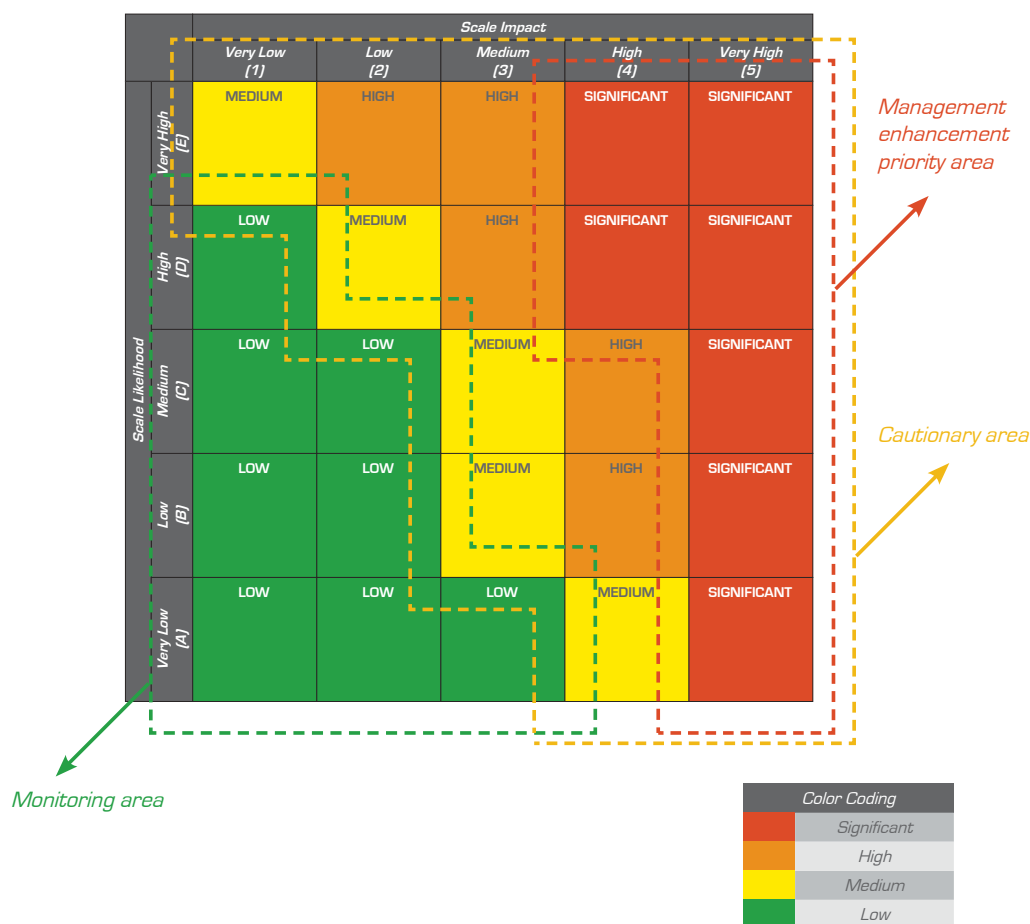 Scale Impact
Very Low
(1)
Low
(2)
Medium
(3)
High
(4)
Very High
(5)
Scale Likelihood
Very High
(E)
MEDIUM
HIGH
HIGH
SIGNIFICANT
SIGNIFICANT
High
(D)
LOW
MEDIUM
HIGH
SIGNIFICANT
SIGNIFICANT
Medium
(C)
LOW
LOW
MEDIUM
HIGH
SIGNIFICANT
Low
(B)
LOW
LOW
MEDIUM
HIGH
SIGNIFICANT
Very Low
(A)
LOW
LOW
LOW
MEDIUM
SIGNIFICANT
Management
enhancement
priority area
Cautionary area
Monitoring area
Color Coding
Significant
High
Medium
Low